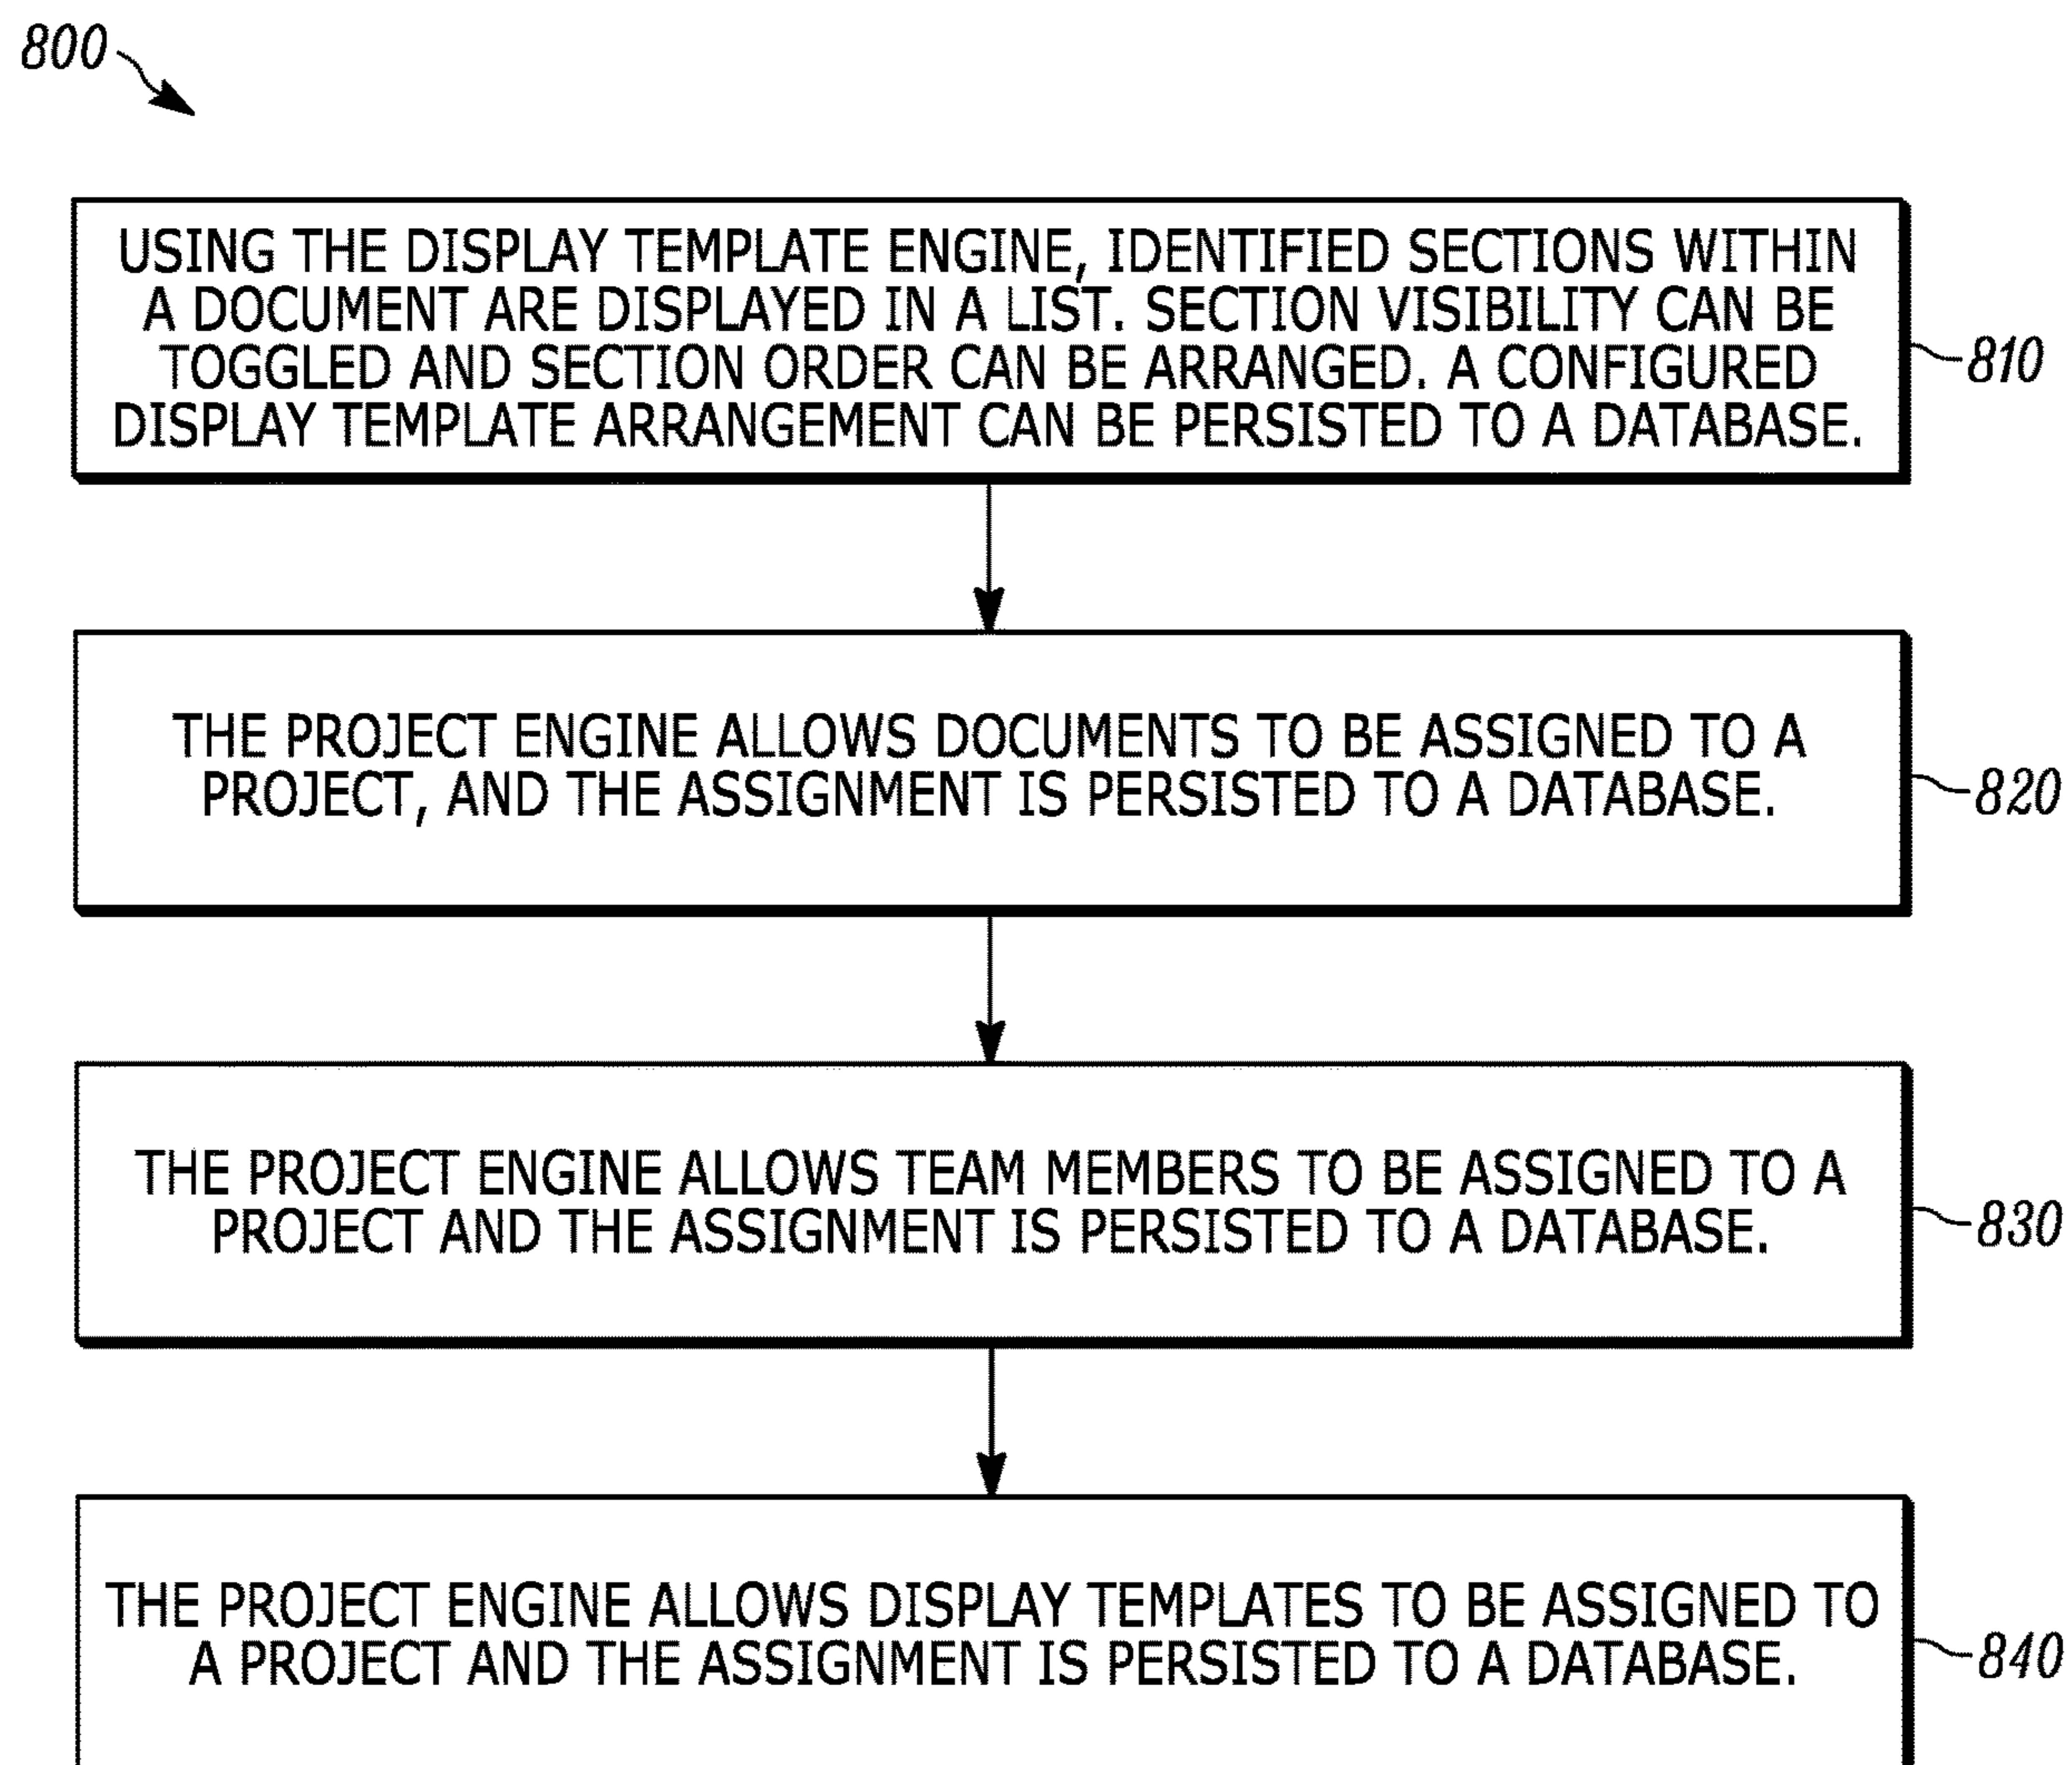 800
USING THE DISPLAY TEMPLATE ENGINE, IDENTIFIED SECTIONS WITHIN
A DOCUMENT ARE DISPLAYED IN A LIST. SECTION VISIBILITY CAN BE
TOGGLED AND SECTION ORDER CAN BE ARRANGED. A CONFIGURED
DISPLAY TEMPLATE ARRANGEMENT CAN BE PERSISTED TO A DATABASE.
810
THE PROJECT ENGINE ALLOWS DOCUMENTS TO BE ASSIGNED TO A
PROJECT, AND THE ASSIGNMENT IS PERSISTED TO A DATABASE.
820
THE PROJECT ENGINE ALLOWS TEAM MEMBERS TO BE ASSIGNED TO A
PROJECT AND THE ASSIGNMENT IS PERSISTED TO A DATABASE.
830
THE PROJECT ENGINE ALLOWS DISPLAY TEMPLATES TO BE ASSIGNED TO
A PROJECT AND THE ASSIGNMENT IS PERSISTED TO A DATABASE.
840